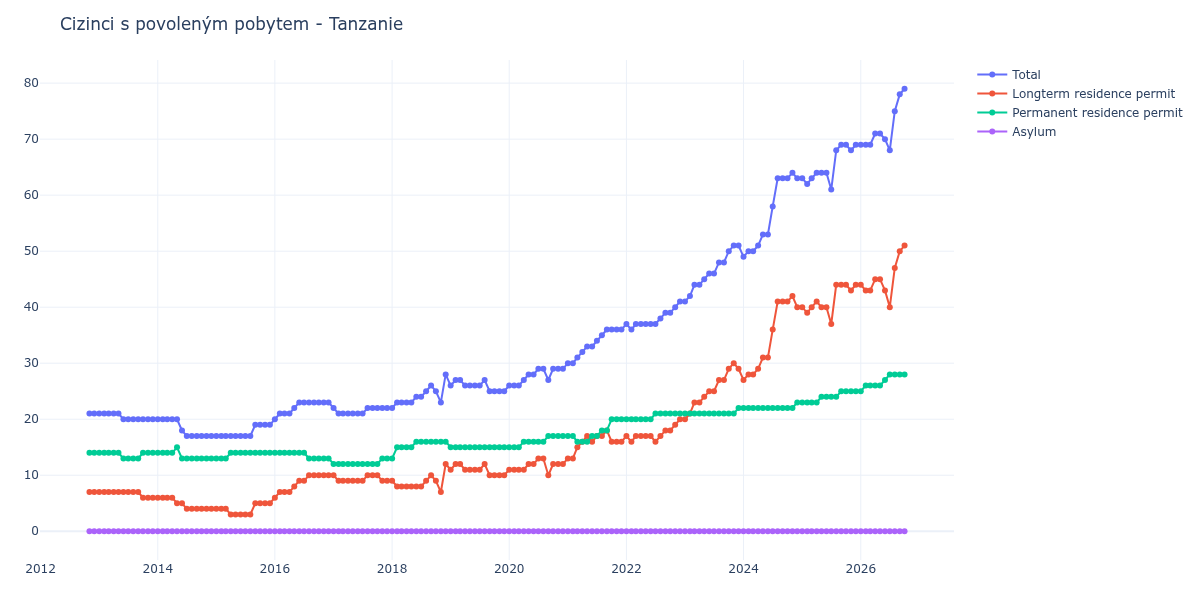 Cizinci s povoleným pobytem - Tanzanie
Total
Longterm residence permit
Permanent residence permit
Asylum
80
70
60
50
40
30
20
10
0
2012 2014 2016 2018 2020 2022 2024 2026